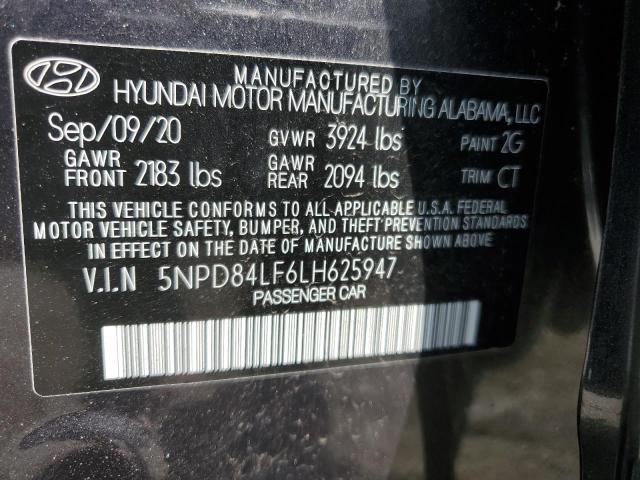 MANUFACTURED BY
HYUNDAI MOTOR MANUFACTURING ALABAMA, LLC
Sep/09/20 GVWR 3924 lbs PAINT 2G
GAWR FRONT 2183 lbs GAWR REAR 2094 lbs TRIM CT
THIS VEHICLE CONFORMS TO ALL APPLICABLE U.S.A. FEDERAL
MOTOR VEHICLE SAFETY, BUMPER, AND THEFT PREVENTION STANDARDS
IN EFFECT ON THE DATE OF MANUFACTURE SHOWN ABOVE.
V.I.N 5NPD84LF6LH625947
PASSENGER CAR